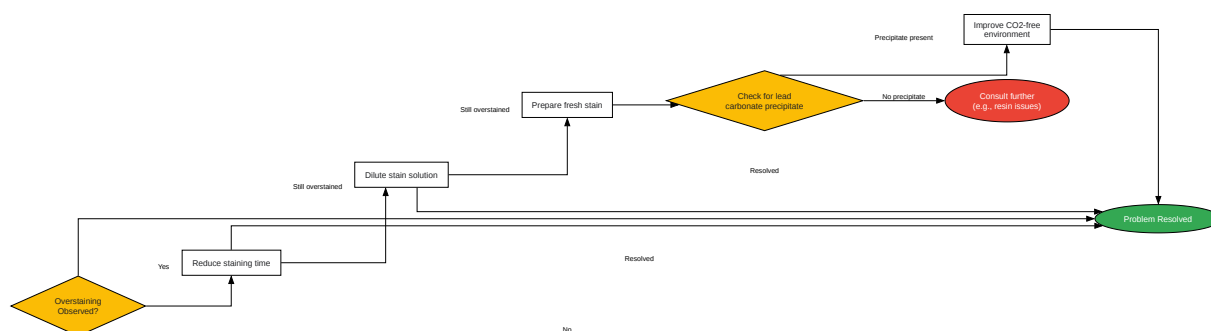 Improve CO2-free
environment
Precipitate present
Check for lead
carbonate precipitate
No precipitate
Consult further
(e.g., resin issues)
Prepare fresh stain
Still overstained
Dilute stain solution
Resolved
Still overstained
Problem Resolved
Reduce staining time
Resolved
Yes
Overstaining
Observed?
No